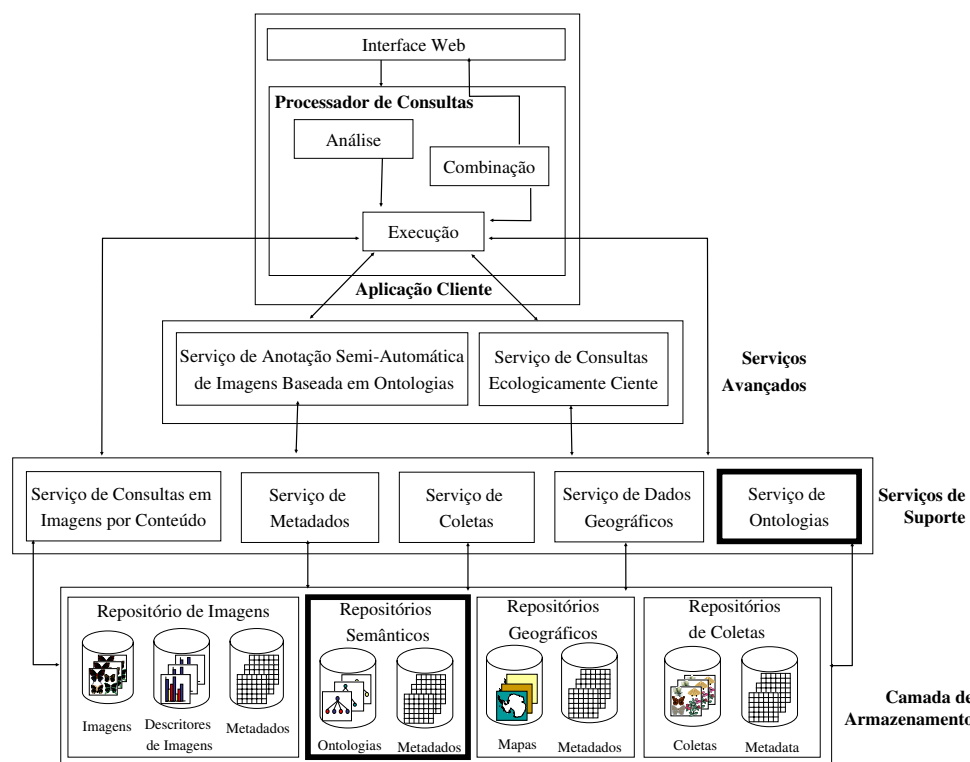 Interface Web
Processador de Consultas
Análise
Combinação
Execução
Aplicação Cliente
Serviço de Anotação Semi-Automática
de Imagens Baseada em Ontologias
Serviço de Consultas
Ecologicamente Ciente
Serviços
Avançados
Serviço de Consultas em
Imagens por Conteúdo
Serviço de
Metadados
Serviço de
Coletas
Serviço de Dados
Geográficos
Serviço de
Ontologias
Serviços de
Suporte
Repositório de Imagens
Imagens
Descritores
de Imagens
Metadados
Repositórios
Semânticos
Ontologias
Metadados
Repositórios
Geográficos
Mapas
Metadados
Repositórios
de Coletas
Coletas
Metadata
Camada de
Armazenamento